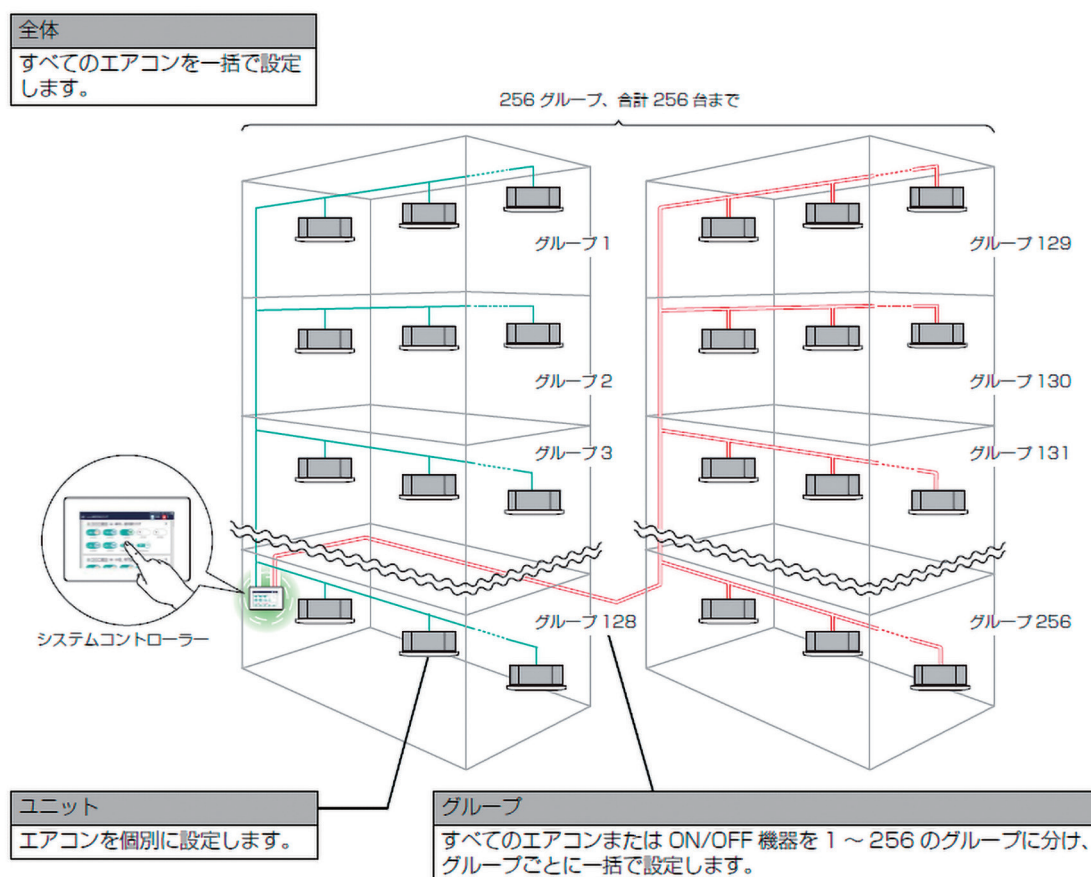 全体
すべてのエアコンを一括で設定
します。
256 グループ、合計 256 台まで
グループ 1
グループ 129
グループ 2
グループ 130
グループ 3
グループ 131
システムコントローラー
グループ 128
グループ 256
ユニット
エアコンを個別に設定します。
グループ
すべてのエアコンまたは ON/OFF 機器を 1 ～ 256 のグループに分け、
グループごとに一括で設定します。